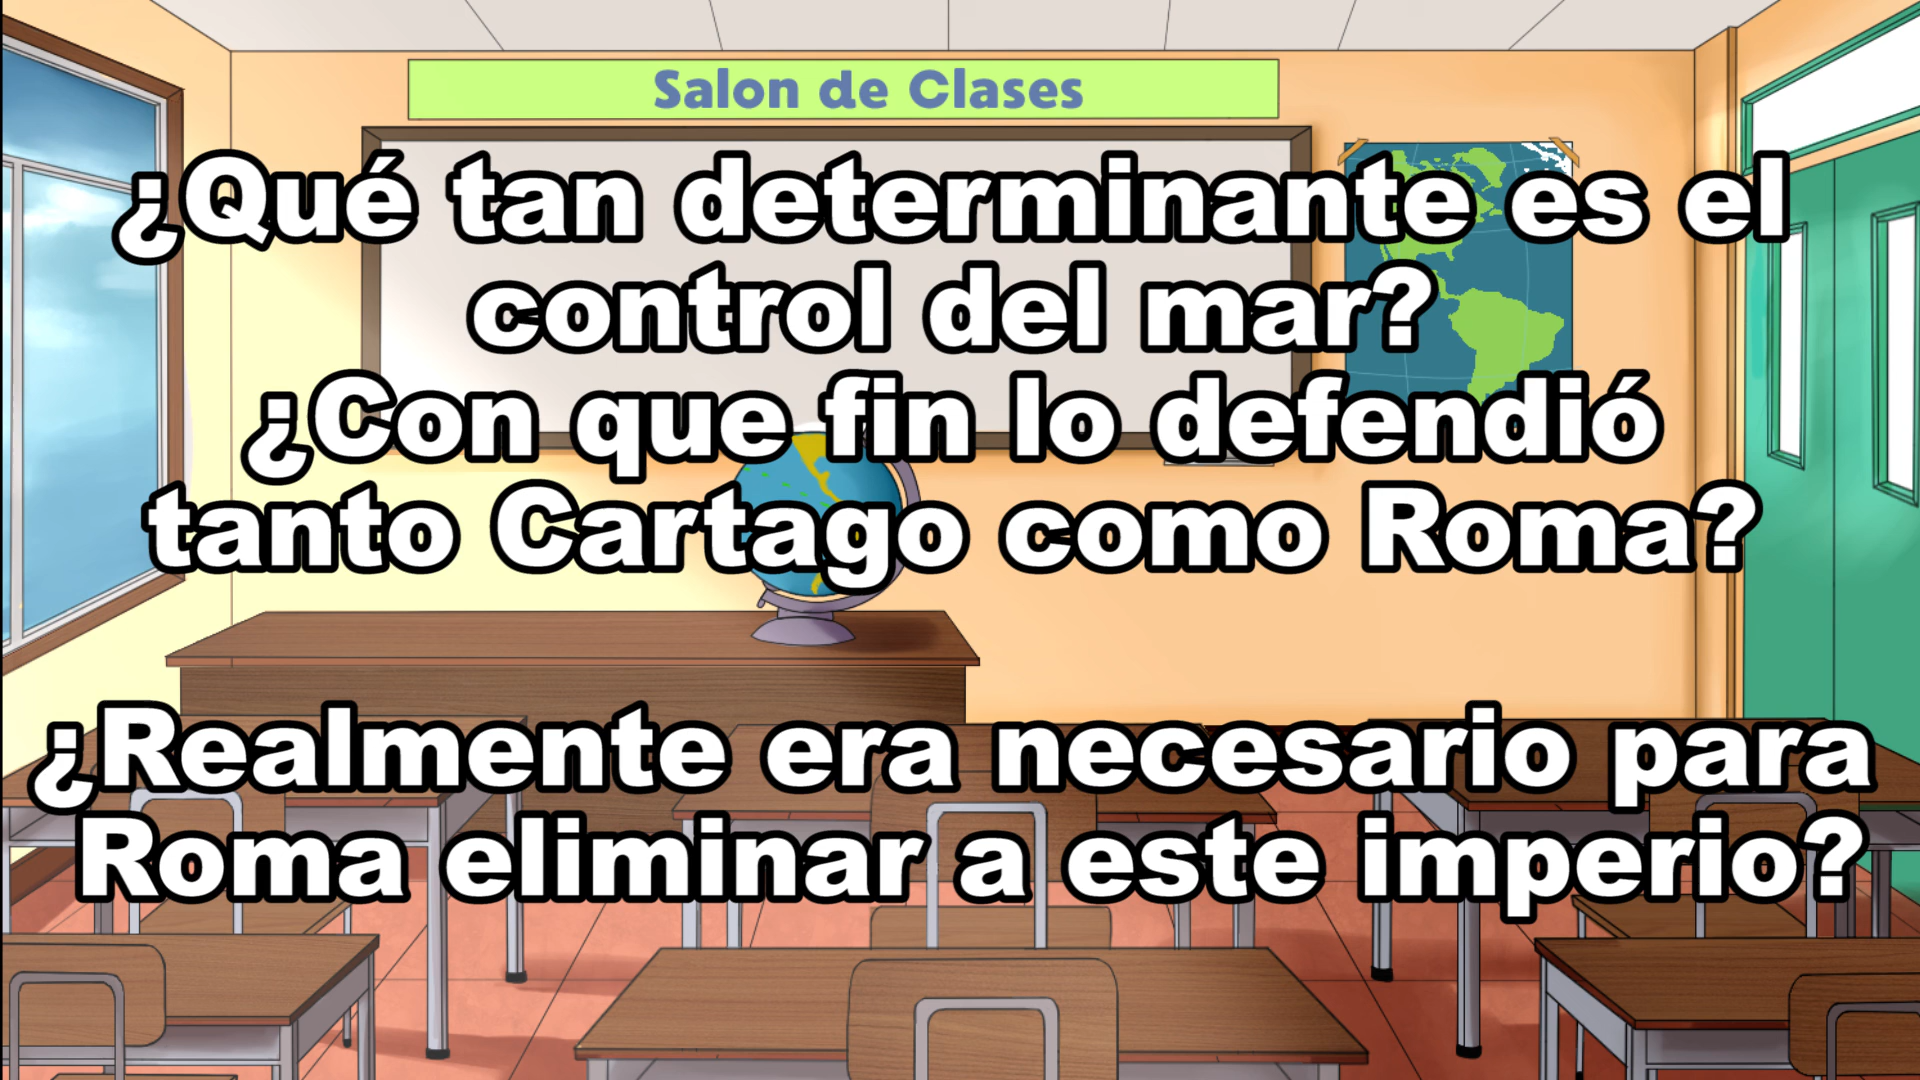 Salon de Clases
¿Qué tan determinante es el
control del mar?
¿Con que fin lo defendió
tanto Cartago como Roma?
¿Realmente era necesario para
Roma eliminar a este imperio?